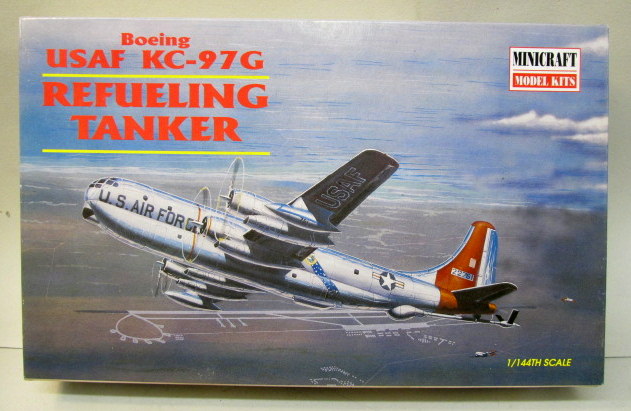 Boeing
USAF KC-97G
REFUELING
TANKER
MINICRAFT
MODEL KITS
USAF
U.S. AIR FORCE
1/144TH SCALE